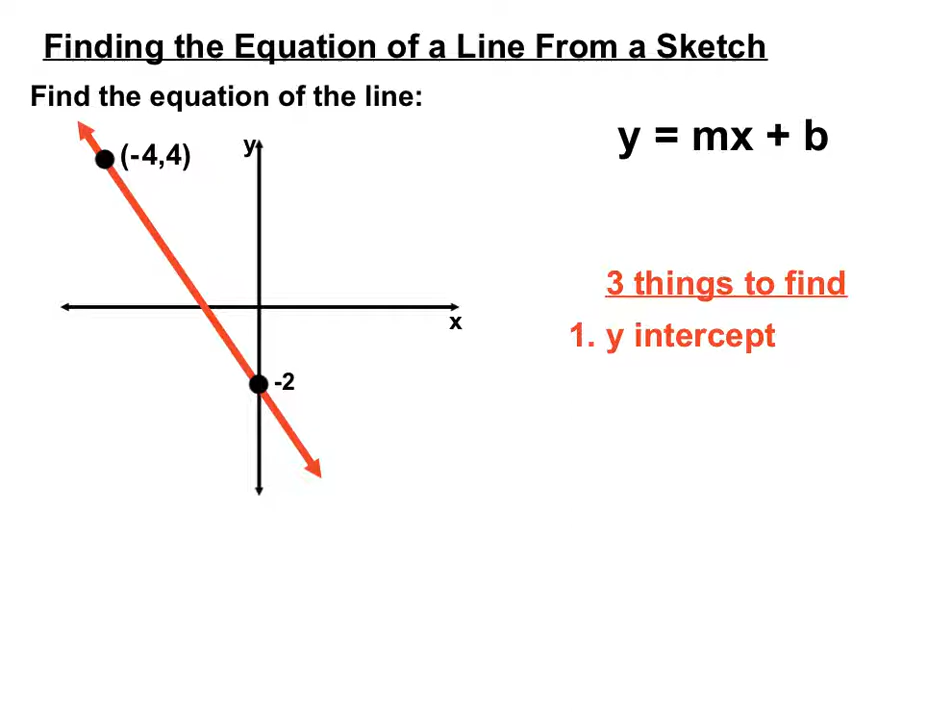 Finding the Equation of a Line From a Sketch
Find the equation of the line:
y = mx + b
(-4,4)
y
3 things to find
x
1. y intercept
-2